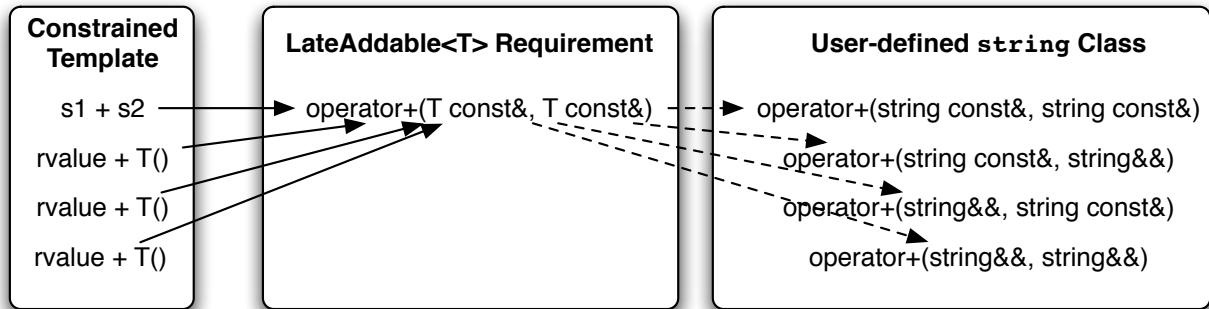 Constrained
Template
s1 + s2
rvalue + T()
rvalue + T()
rvalue + T()
LateAddable<T> Requirement
operator+(T const&, T const&)
User-defined string Class
operator+(string const&, string const&)
operator+(string const&, string&&)
operator+(string&&, string const&)
operator+(string&&, string&&)